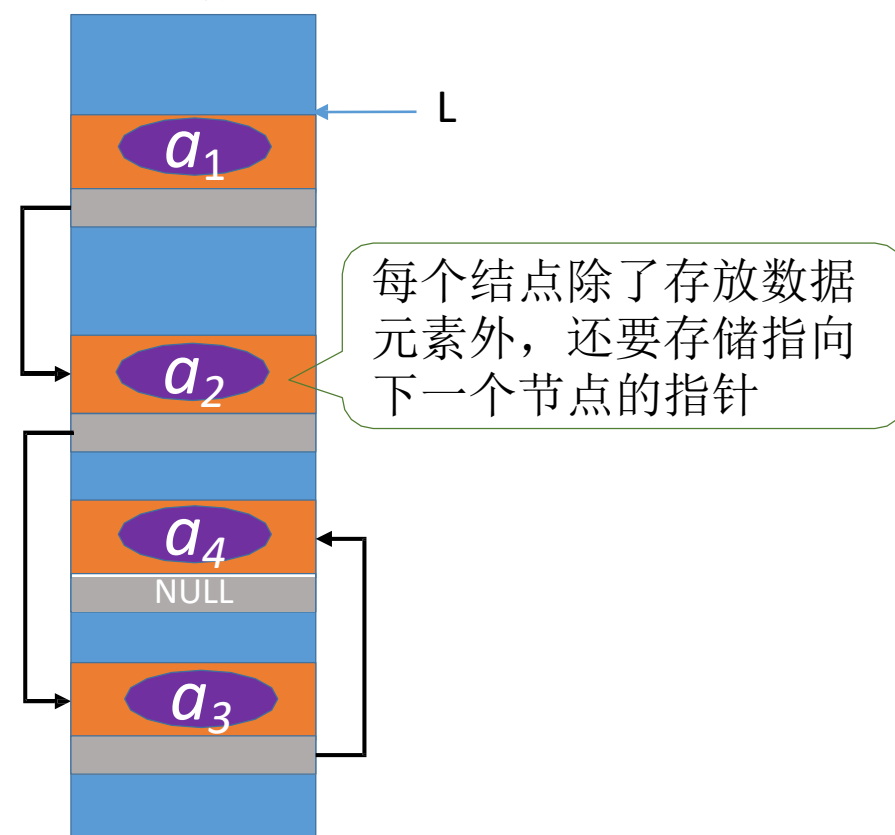 L
a₁
每个结点除了存放数据
元素外，还要存储指向
下一个节点的指针
a₂
a₄
NULL
a₃